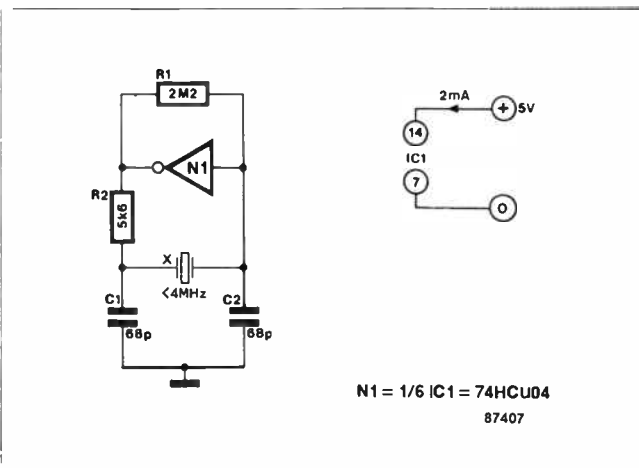 R1
2M2
N1
R2
5k6
X
<4MHz
C1
68p
C2
68p
2mA
+ 5V
14
IC1
7
0
N1 = 1/6 IC1 = 74HCU04
87407